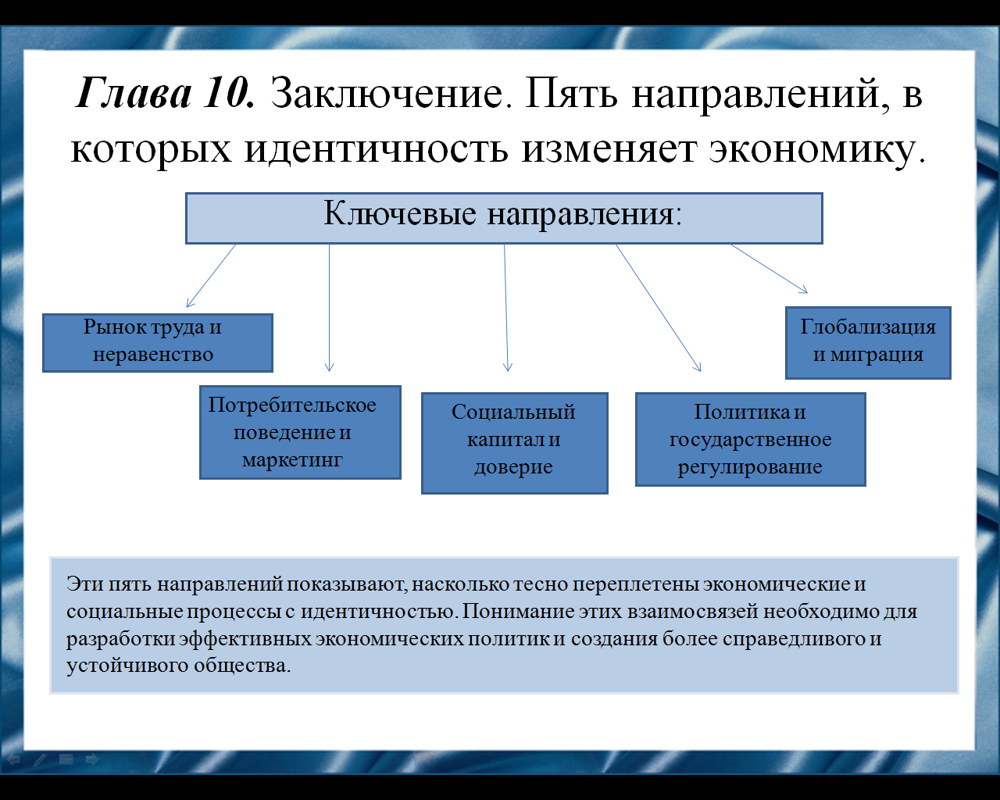 Глава 10. Заключение. Пять направлений, в
которых идентичность изменяет экономику.
Ключевые направления:
Рынок труда и
неравенство
Потребительское
поведение и
маркетинг
Социальный
капитал и
доверие
Политика и
государственное
регулирование
Глобализация
и миграция
Эти пять направлений показывают, насколько тесно переплетены экономические и
социальные процессы с идентичностью. Понимание этих взаимосвязей необходимо для
разработки эффективных экономических политик и создания более справедливого и
устойчивого общества.